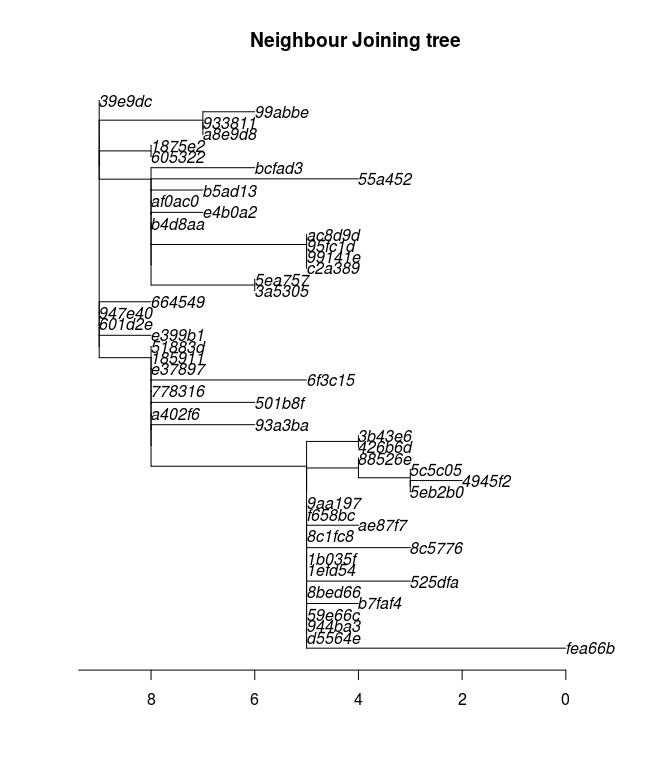 Neighbour Joining tree
39e9dc
99abbe
933811
a8e9d8
1875e2
605322
bcfad3
55a452
b5ad13
af0ac0
e4b0a2
b4d8aa
ac8d9d
95fc1d
99141e
c2a389
5ea757
3a5305
664549
947e40
601d2e
e399b1
51883d
185911
e37897
6f3c15
778316
501b8f
a402f6
93a3ba
3b43e6
426b6d
88526e
5c5c05
4945f2
5eb2b0
9aa197
f658bc
ae87f7
8c1fc8
8c5776
1b035f
1efd54
525dfa
8bed66
b7faf4
59e66c
944ba3
d5564e
fea66b
8 6 4 2 0